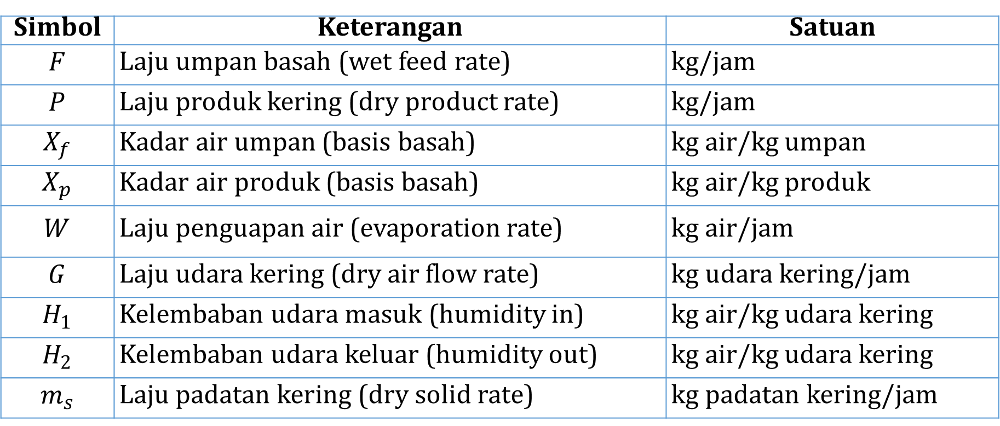 Simbol Keterangan Satuan
F Laju umpan basah (wet feed rate) kg/jam
P Laju produk kering (dry product rate) kg/jam
X_f Kadar air umpan (basis basah) kg air/kg umpan
X_p Kadar air produk (basis basah) kg air/kg produk
W Laju penguapan air (evaporation rate) kg air/jam
G Laju udara kering (dry air flow rate) kg udara kering/jam
H_1 Kelembaban udara masuk (humidity in) kg air/kg udara kering
H_2 Kelembaban udara keluar (humidity out) kg air/kg udara kering
m_s Laju padatan kering (dry solid rate) kg padatan kering/jam